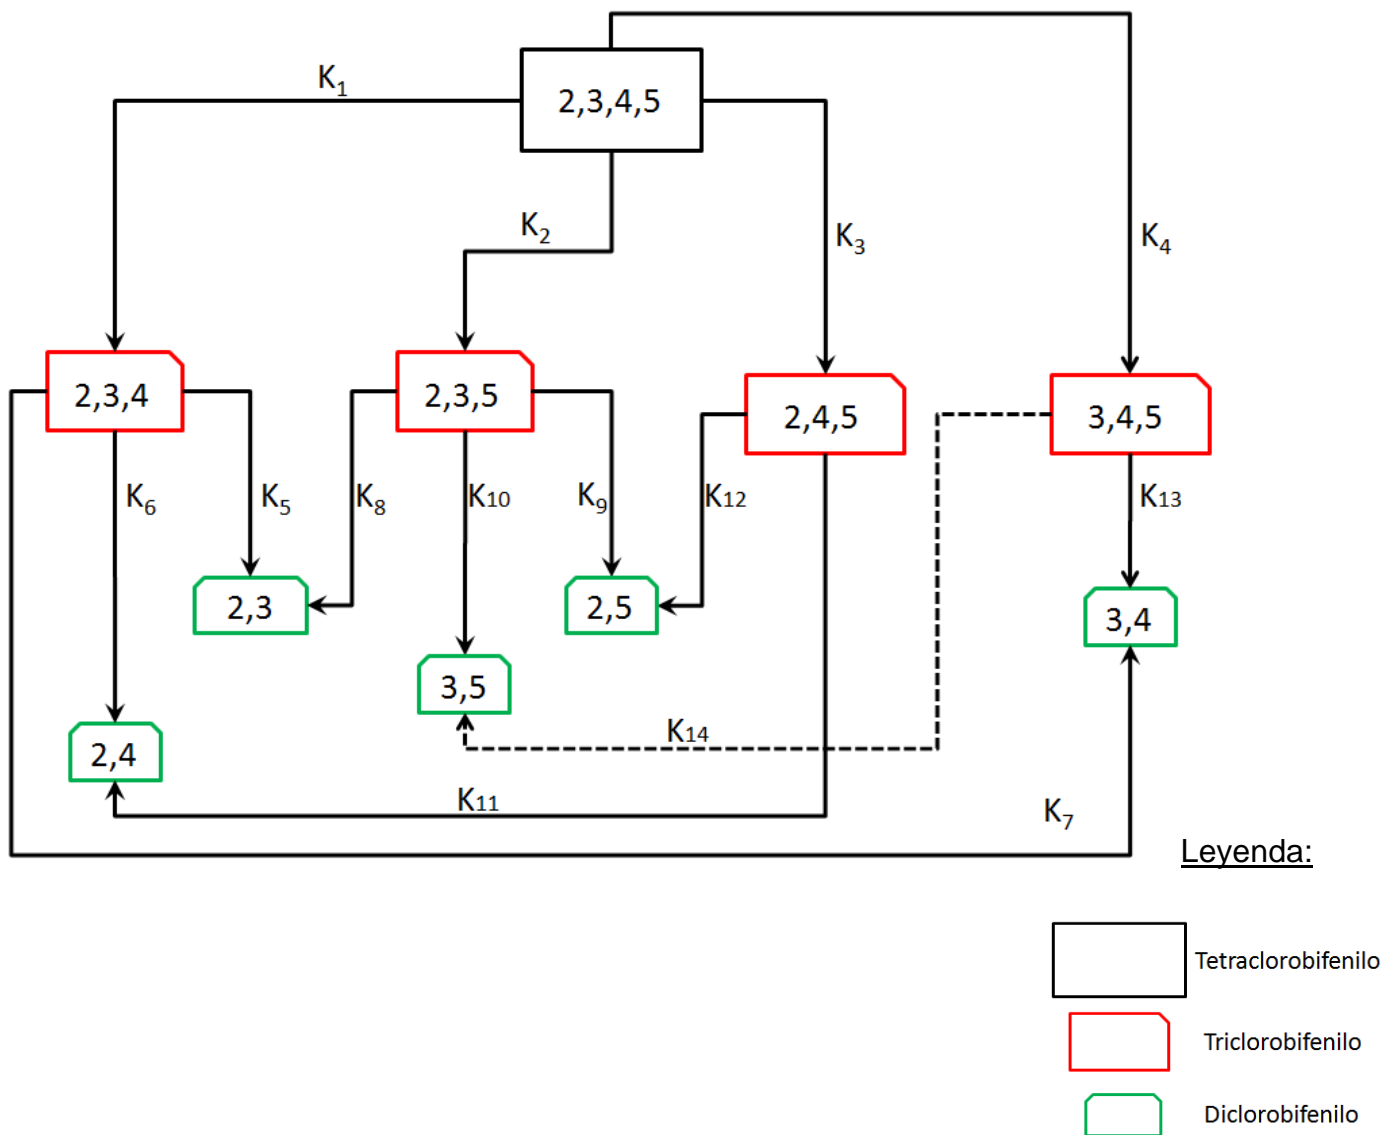 K1
2,3,4,5
K2
K3
K4
2,3,4
2,3,5
2,4,5
3,4,5
K6
K5
K8
K10
K9
K12
K13
2,3
2,5
3,4
3,5
K14
2,4
K11
K7
Leyenda:
Tetraclorobifenilo
Triclorobifenilo
Diclorobifenilo